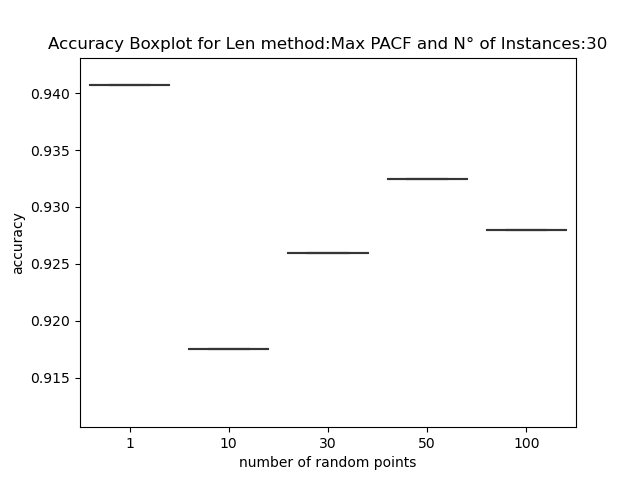 Accuracy Boxplot for Len method:Max PACF and N° of Instances:30
0.940
0.935
0.930
0.925
0.920
0.915
accuracy
1 10 30 50 100
number of random points